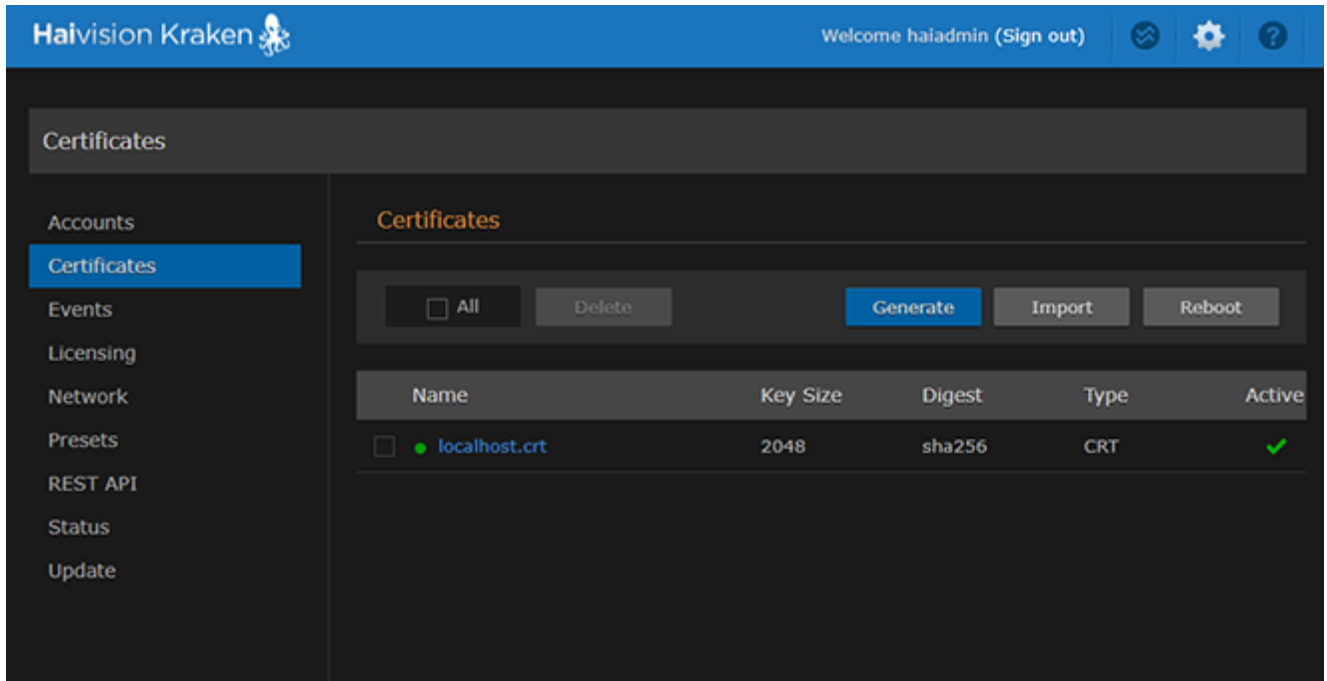 Haivision Kraken
Welcome haiadmin (Sign out)
?
Certificates
Accounts
Certificates
Events
Licensing
Network
Presets
REST API
Status
Update
Certificates
All Delete Generate Import Reboot
Name Key Size Digest Type Active
localhost.crt 2048 sha256 CRT